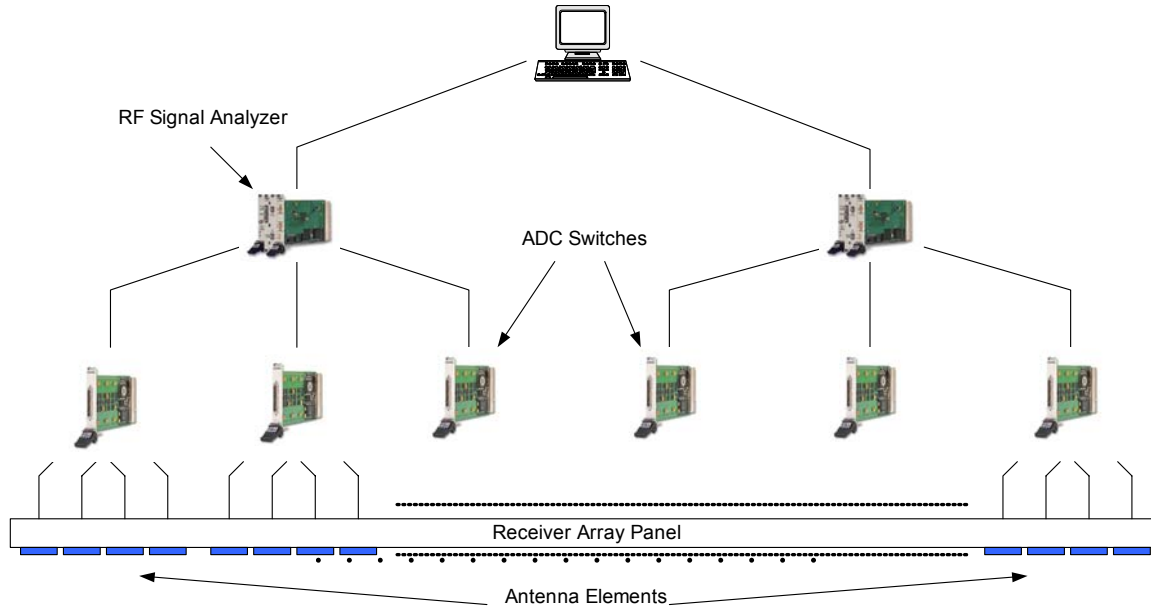 RF Signal Analyzer
ADC Switches
Receiver Array Panel
Antenna Elements